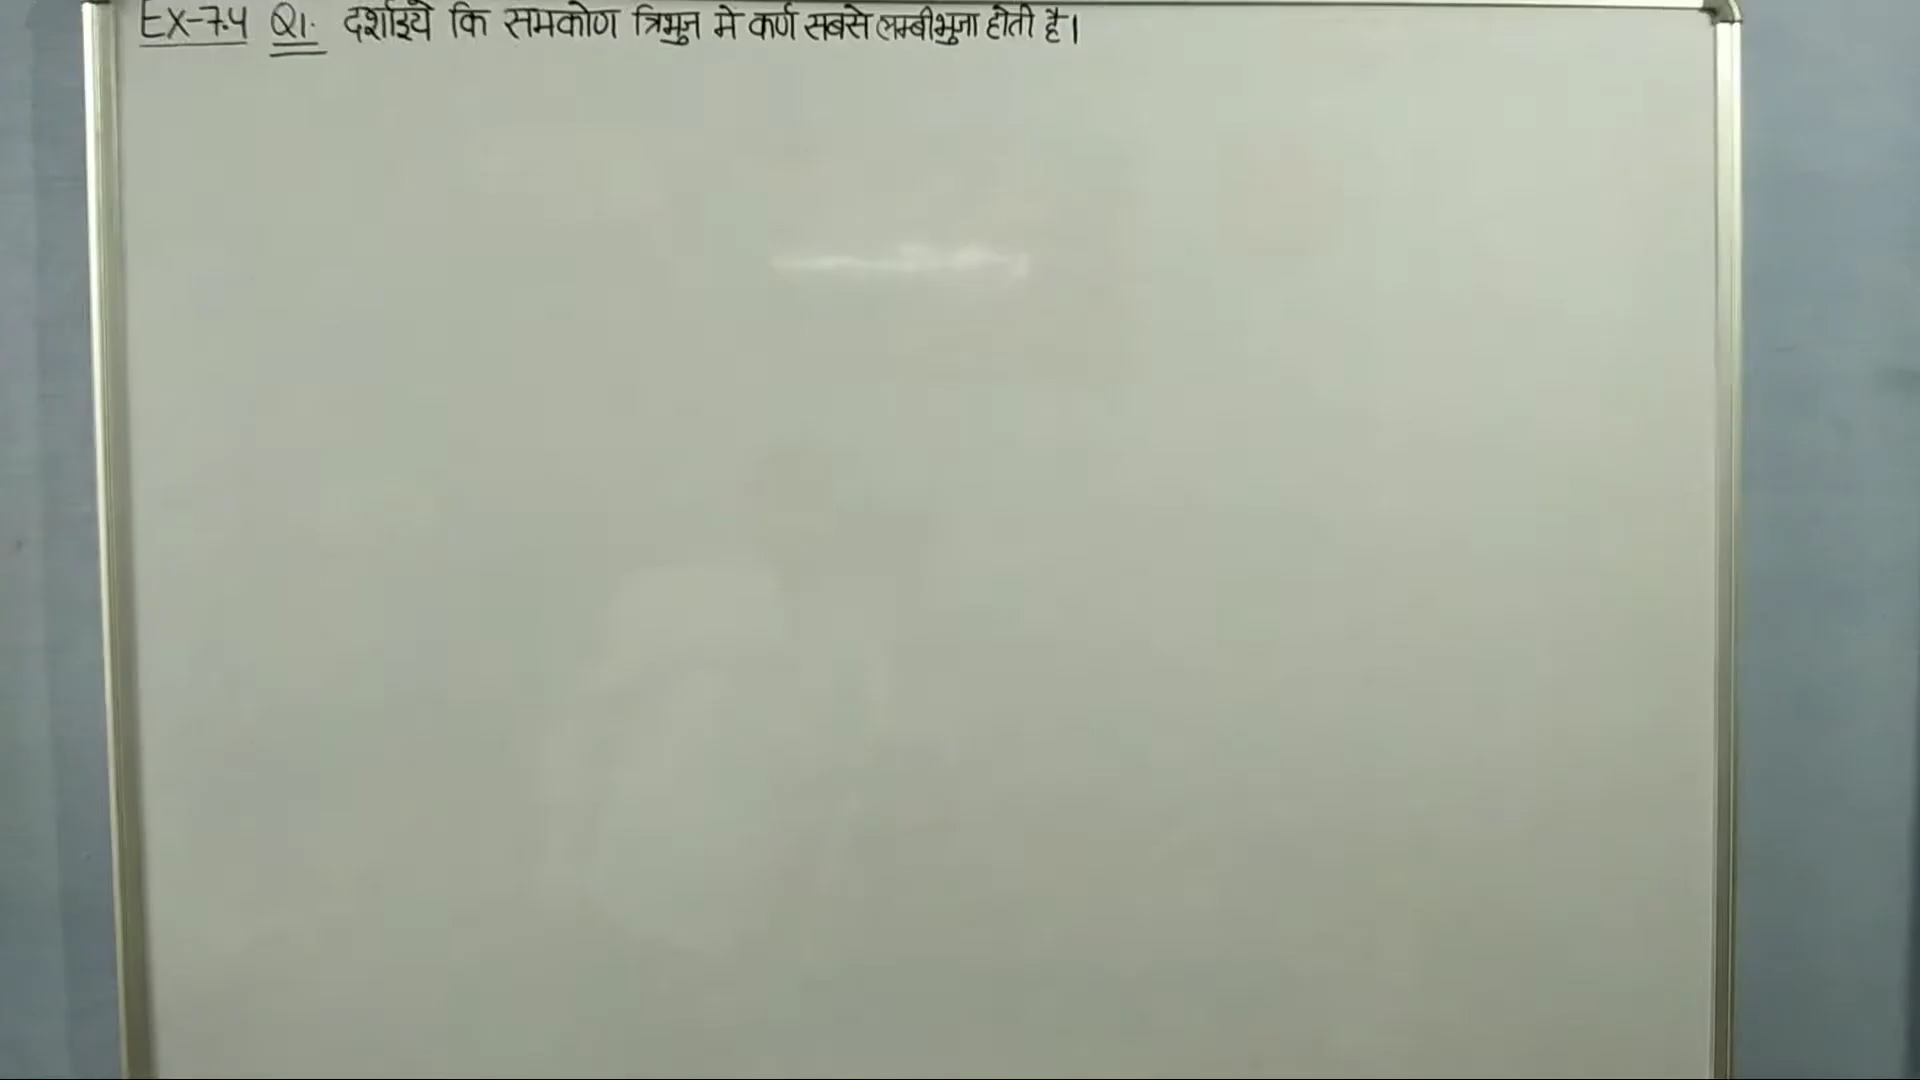 EX-7.4 Q1. दर्शाइये कि समकोण त्रिभुज मे कर्ण सबसे लम्बी भुजा होती है।